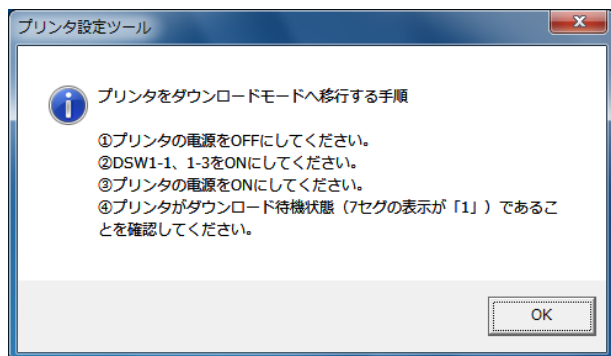 プリンタ設定ツール
プリンタをダウンロードモードへ移行する手順
①プリンタの電源をOFFにしてください。
②DSW1-1、1-3をONにしてください。
③プリンタの電源をONにしてください。
④プリンタがダウンロード待機状態（7セグの表示が「1」）であるこ
とを確認してください。
OK